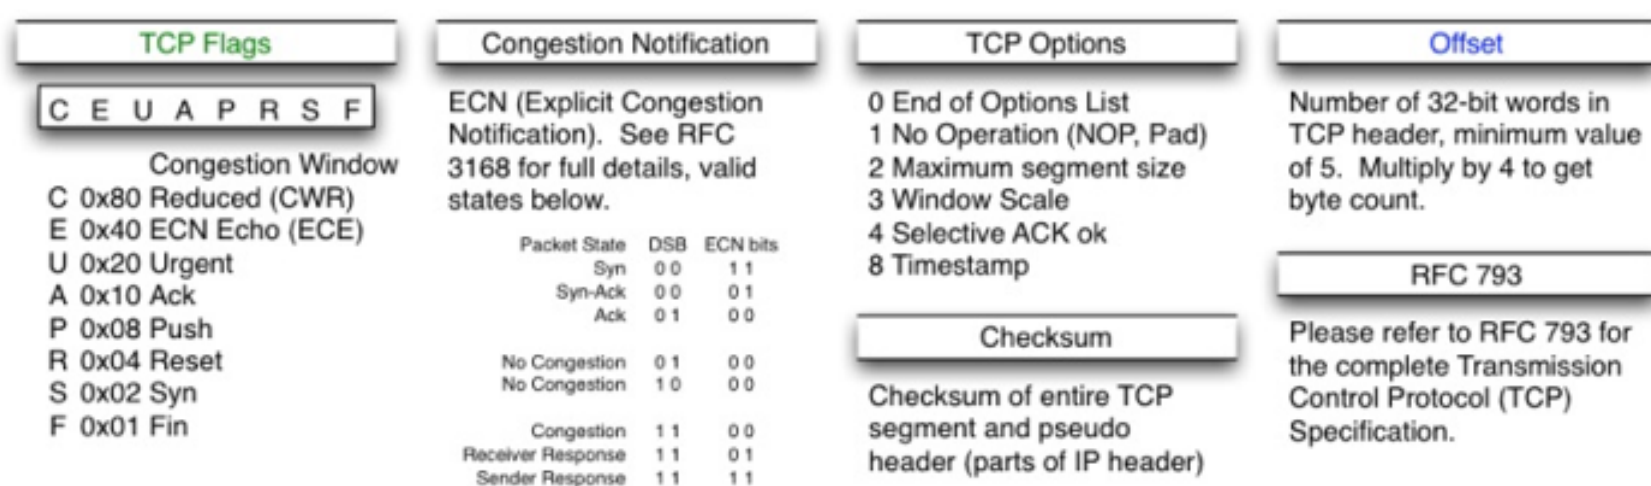 TCP Flags
C E U A P R S F
Congestion Window
C 0x80 Reduced (CWR)
E 0x40 ECN Echo (ECE)
U 0x20 Urgent
A 0x10 Ack
P 0x08 Push
R 0x04 Reset
S 0x02 Syn
F 0x01 Fin
Congestion Notification
ECN (Explicit Congestion
Notification). See RFC
3168 for full details, valid
states below.
Packet State DSB ECN bits
Syn 0 0 1 1
Syn-Ack 0 0 0 1
Ack 0 1 0 0
No Congestion 0 1 0 0
No Congestion 1 0 0 0
Congestion 1 1 0 0
Receiver Response 1 1 0 1
Sender Response 1 1 1 1
TCP Options
0 End of Options List
1 No Operation (NOP, Pad)
2 Maximum segment size
3 Window Scale
4 Selective ACK ok
8 Timestamp
Checksum
Checksum of entire TCP
segment and pseudo
header (parts of IP header)
Offset
Number of 32-bit words in
TCP header, minimum value
of 5. Multiply by 4 to get
byte count.
RFC 793
Please refer to RFC 793 for
the complete Transmission
Control Protocol (TCP)
Specification.